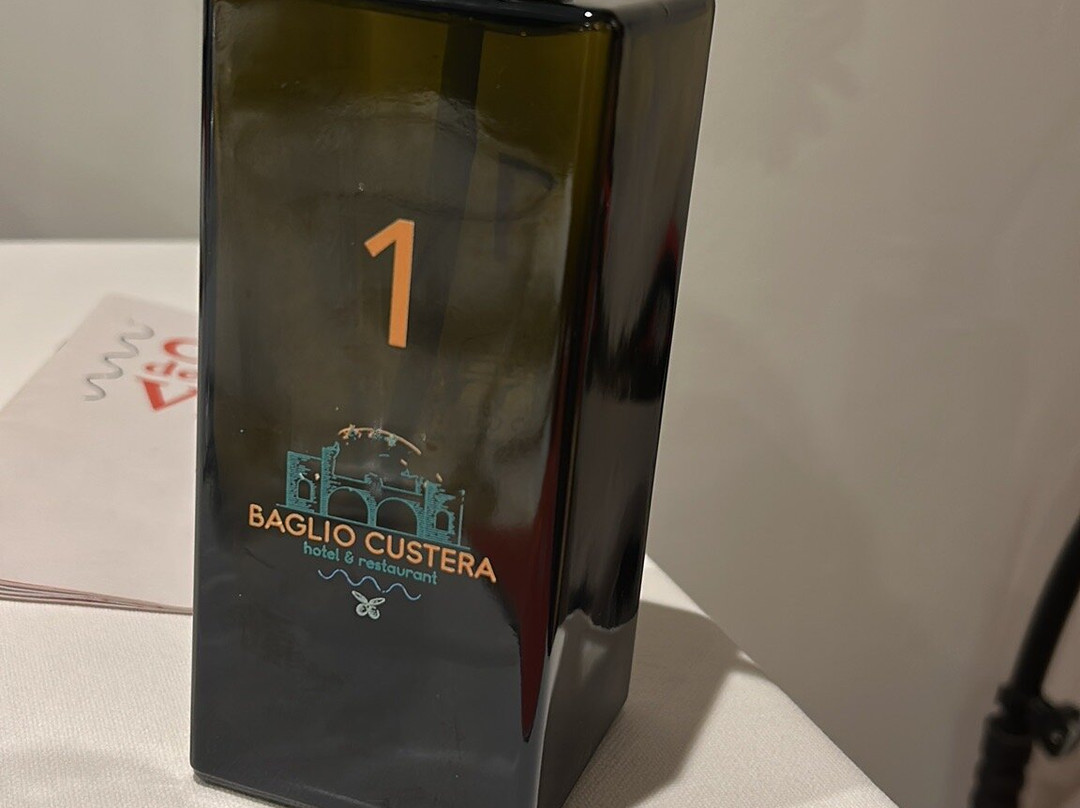 1
BAGLIO CUSTERA
hotel & restaurant